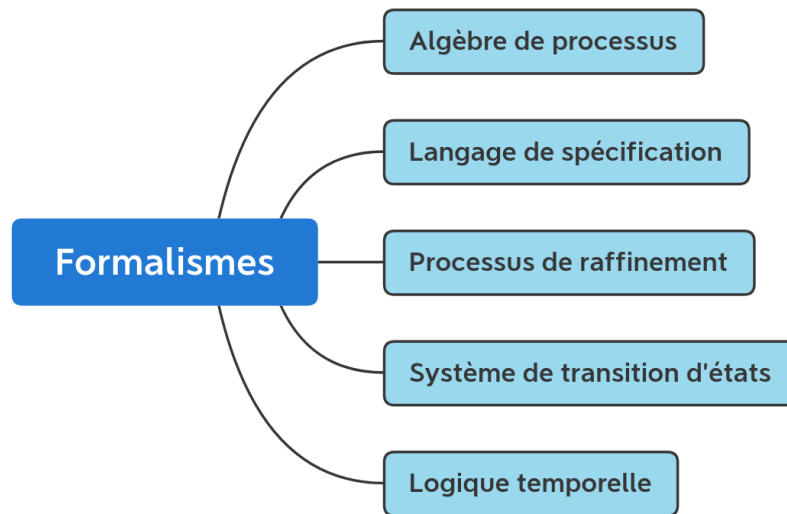 Algèbre de processus
Langage de spécification
Formalismes
Processus de raffinement
Système de transition d'états
Logique temporelle